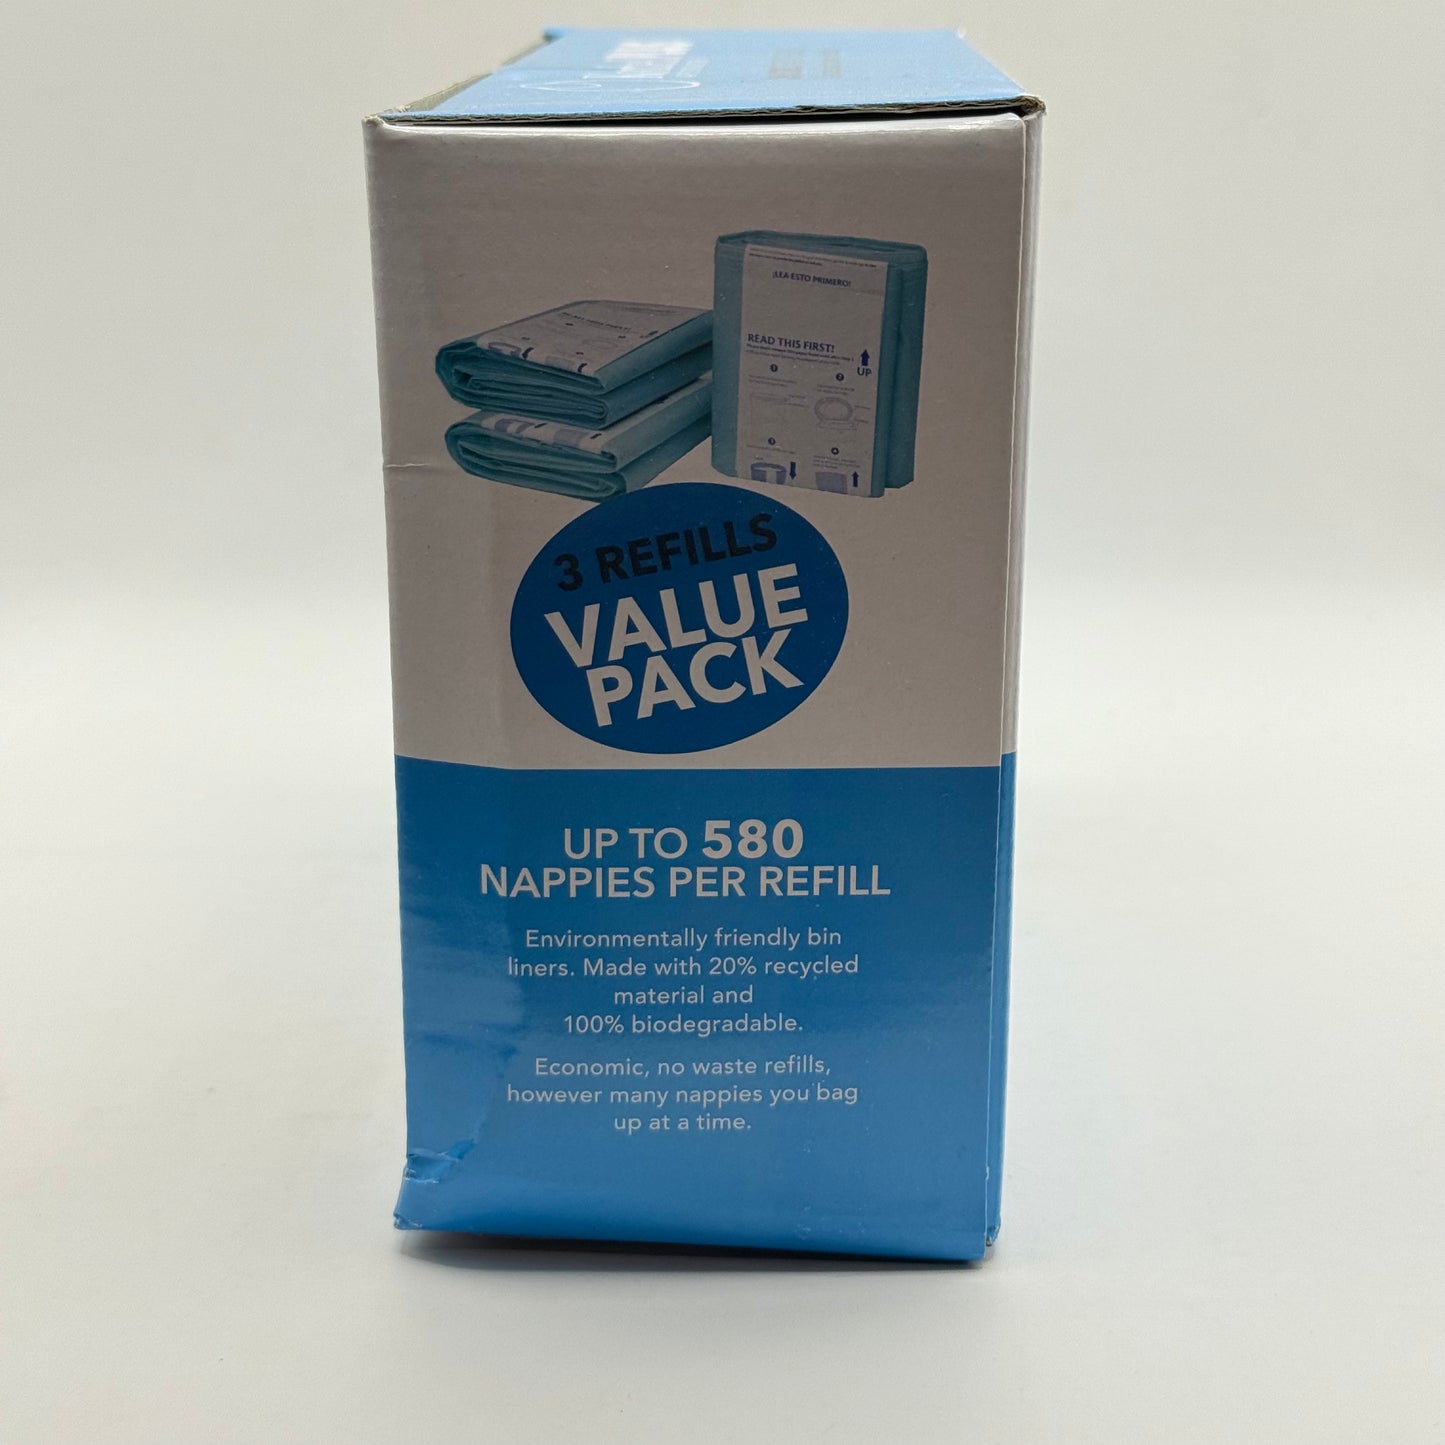 ¡LEA ESTO PRIMERO!
READ THIS FIRST!
UP
3 REFILLS
VALUE
PACK
UP TO 580
NAPPIES PER REFILL
Environmentally friendly bin
liners. Made with 20% recycled
material and
100% biodegradable.
Economic, no waste refills,
however many nappies you bag
up at a time.